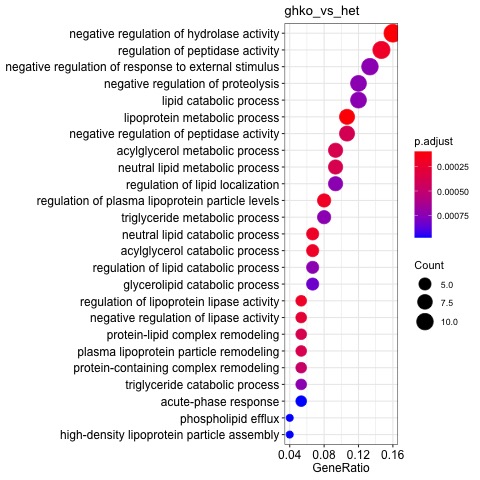 ghko_vs_het
negative regulation of hydrolase activity
regulation of peptidase activity
negative regulation of response to external stimulus
negative regulation of proteolysis
lipid catabolic process
lipoprotein metabolic process
negative regulation of peptidase activity
acylglycerol metabolic process
neutral lipid metabolic process
regulation of lipid localization
regulation of plasma lipoprotein particle levels
triglyceride metabolic process
neutral lipid catabolic process
acylglycerol catabolic process
regulation of lipid catabolic process
glycerolipid catabolic process
regulation of lipoprotein lipase activity
negative regulation of lipase activity
protein-lipid complex remodeling
plasma lipoprotein particle remodeling
protein-containing complex remodeling
triglyceride catabolic process
acute-phase response
phospholipid efflux
high-density lipoprotein particle assembly
0.04 0.08 0.12 0.16
GeneRatio
p.adjust
0.00025
0.00050
0.00075
Count
5.0
7.5
10.0